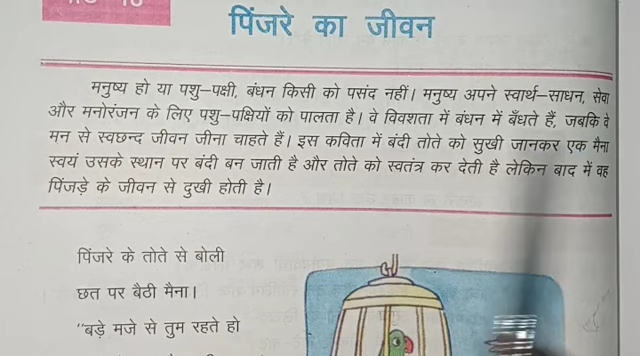 पिंजरे का जीवन
मनुष्य हो या पशु–पक्षी, बंधन किसी को पसंद नहीं। मनुष्य अपने स्वार्थ–साधन, सेवा
और मनोरंजन के लिए पशु–पक्षियों को पालता है। वे विवशता में बंधन में बँधते हैं, जबकि वे
मन से स्वछन्द जीवन जीना चाहते हैं। इस कविता में बंदी तोते को सुखी जानकर एक मैना
स्वयं उसके स्थान पर बंदी बन जाती है और तोते को स्वतंत्र कर देती है लेकिन बाद में वह
पिंजड़े के जीवन से दुखी होती है।
पिंजरे के तोते से बोली
छत पर बैठी मैना।
“बड़े मजे से तुम रहते हो